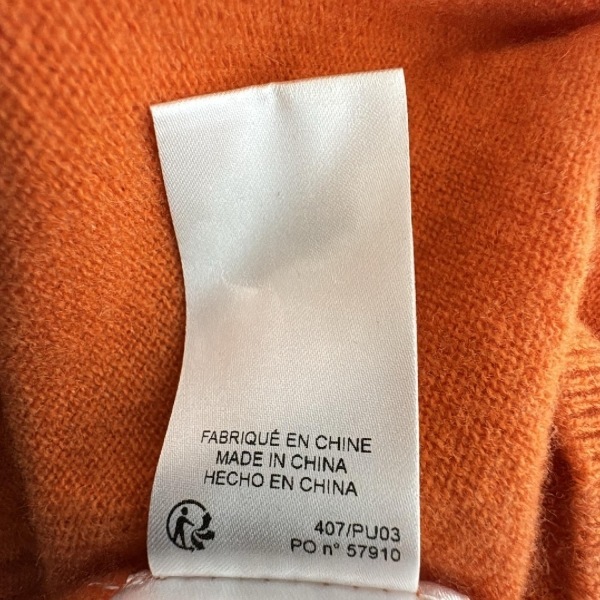 FABRIQUÉ EN CHINE
MADE IN CHINA
HECHO EN CHINA
407/PU03
PO n° 57910